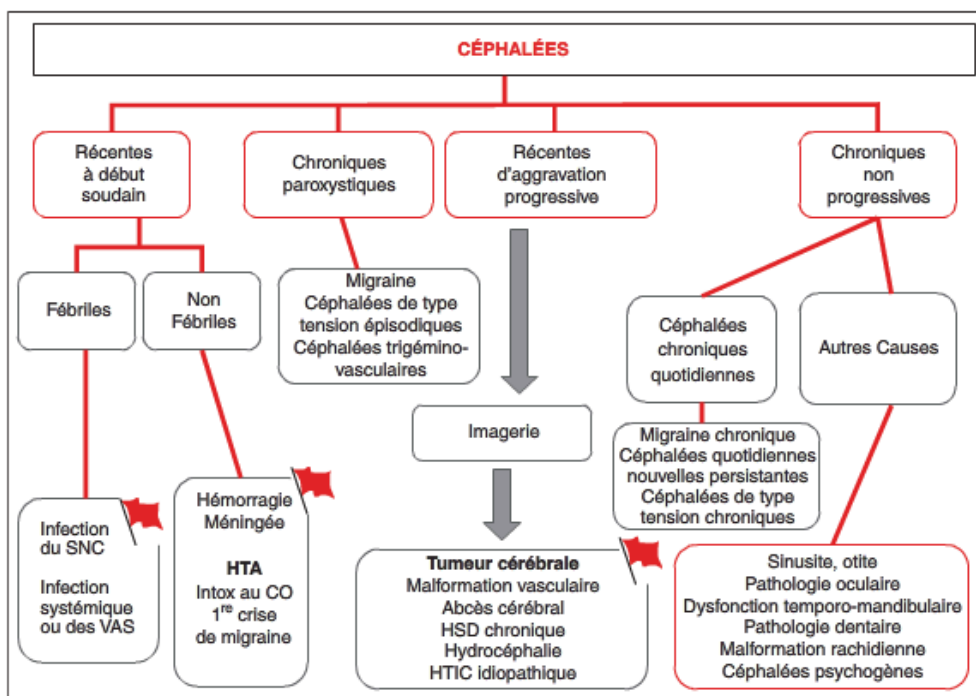 CÉPHALÉES
Récentes
à début
soudain
Chroniques
paroxystiques
Récentes
d'aggravation
progressive
Chroniques
non
progressives
Fébriles
Non
Fébriles
Migraine
Céphalées de type
tension épisodiques
Céphalées trigémino-
vasculaires
Céphalées
chroniques
quotidiennes
Autres Causes
Imagerie
Migraine chronique
Céphalées quotidiennes
nouvelles persistantes
Céphalées de type
tension chroniques
Infection
du SNC
Infection
systémique
ou des VAS
Hémorragie
Méningée
HTA
Intox au CO
1re crise
de migraine
Tumeur cérébrale
Malformation vasculaire
Abcès cérébral
HSD chronique
Hydrocéphalie
HTIC idiopathique
Sinusite, otite
Pathologie oculaire
Dysfonction temporo-mandibulaire
Pathologie dentaire
Malformation rachidienne
Céphalées psychogènes